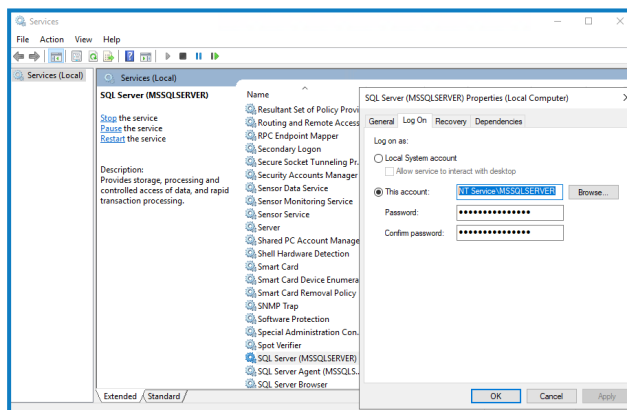 Services
File Action View Help
Services (Local)
Services (Local)
SQL Server (MSSQLSERVER)
Stop the service
Pause the service
Restart the service
Description:
Provides storage, processing and
controlled access of data, and rapid
transaction processing.
Name
Resultant Set of Policy Provi
Routing and Remote Access
RPC Endpoint Mapper
Secondary Logon
Secure Socket Tunneling Pr.
Security Accounts Manager
Sensor Data Service
Sensor Monitoring Service
Sensor Service
Server
Shared PC Account Manage
Shell Hardware Detection
Smart Card
Smart Card Device Enumera
Smart Card Removal Policy
SNMP Trap
Software Protection
Special Administration Con.
Spot Verifier
SQL Server (MSSQLSERVER)
SQL Server Agent (MSSQLS...
SQL Server Browser
Extended Standard
SQL Server (MSSQLSERVER) Properties (Local Computer)
General Log On Recovery Dependencies
Log on as:
Local System account
Allow service to interact with desktop
This account: NT Service\MSSQLSERVER Browse...
Password: •••••••••••••••
Confirm password: •••••••••••••••
OK Cancel Apply